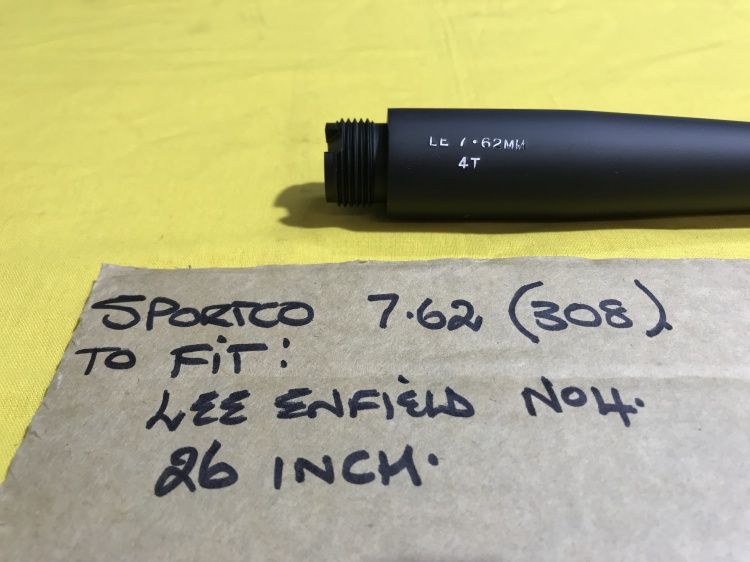 LE 7.62MM
4T
SPORTCO 7.62 (308).
TO FIT:
LEE ENFIELD NO4.
26 INCH.